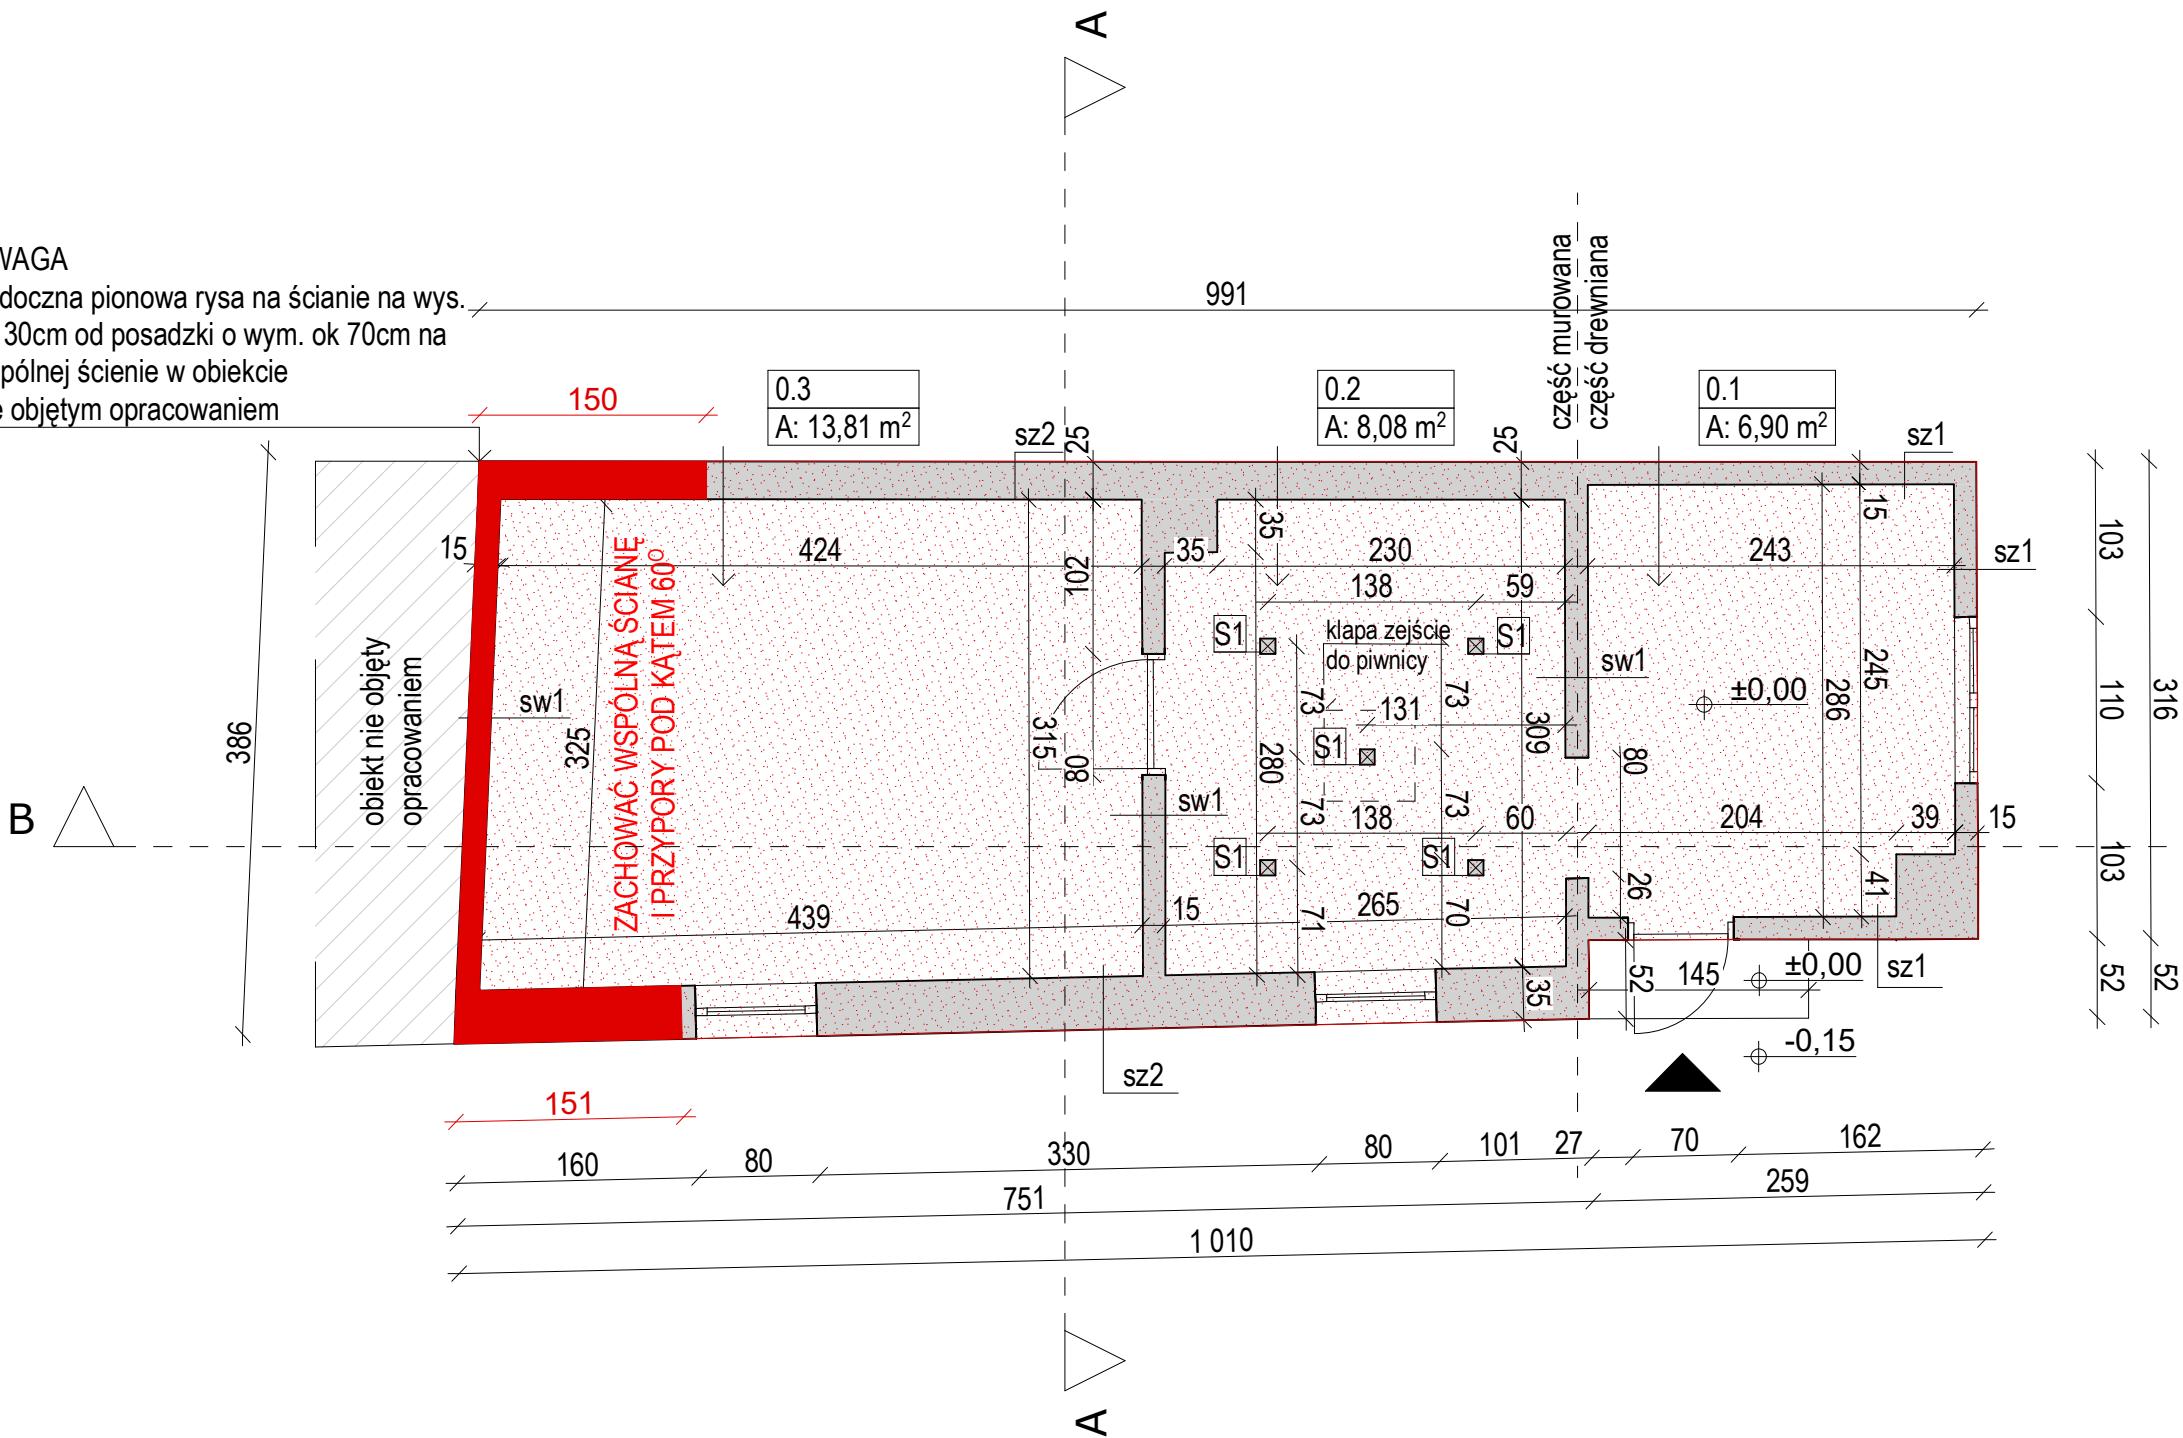 A
WAGA
doczna pionowa rysa na ścianie na wys.
30cm od posadzki o wym. ok 70cm na
pólnej ścienie w obiekcie
e objętym opracowaniem
991
część murowana
część drewniana
150
0.3
A: 13,81 m²
0.2
A: 8,08 m²
0.1
A: 6,90 m²
sz2
25
25
sz1
15
424
102
35
35
230
243
15
sz1
103
138
59
S1
S1
klapa zejście
do piwnicy
sw1
sw1
ZACHOWAĆ WSPÓLNĄ ŚCIANĘ
I PRZYPORY POD KĄTEM 60O
obiekt nie objęty
opracowaniem
386
325
315
80
280
73
73
131
S1
73
73
309
80
±0,00
286
245
110
316
B
sw1
138
60
204
39
15
S1
S1
26
41
103
439
15
265
71
70
35
52
145
±0,00
sz1
52
52
-0,15
sz2
151
160
80
330
80
101
27
70
162
751
259
1 010
A